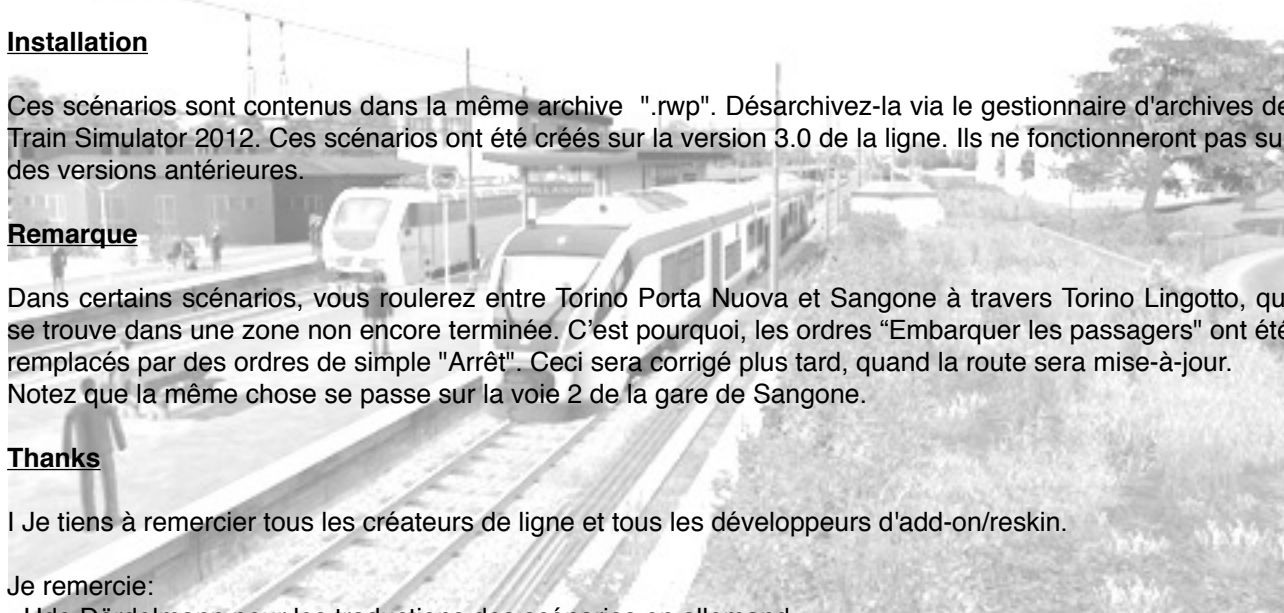 Installation
Ces scénarios sont contenus dans la même archive ".rwp". Désarchivez-la via le gestionnaire d'archives de
Train Simulator 2012. Ces scénarios ont été créés sur la version 3.0 de la ligne. Ils ne fonctionneront pas su
des versions antérieures.
Remarque
Dans certains scénarios, vous roulerez entre Torino Porta Nuova et Sangone à travers Torino Lingotto, qu
se trouve dans une zone non encore terminée. C’est pourquoi, les ordres “Embarquer les passagers" ont été
remplacés par des ordres de simple "Arrêt". Ceci sera corrigé plus tard, quand la route sera mise-à-jour.
Notez que la même chose se passe sur la voie 2 de la gare de Sangone.
Thanks
I Je tiens à remercier tous les créateurs de ligne et tous les développeurs d'add-on/reskin.
Je remercie: